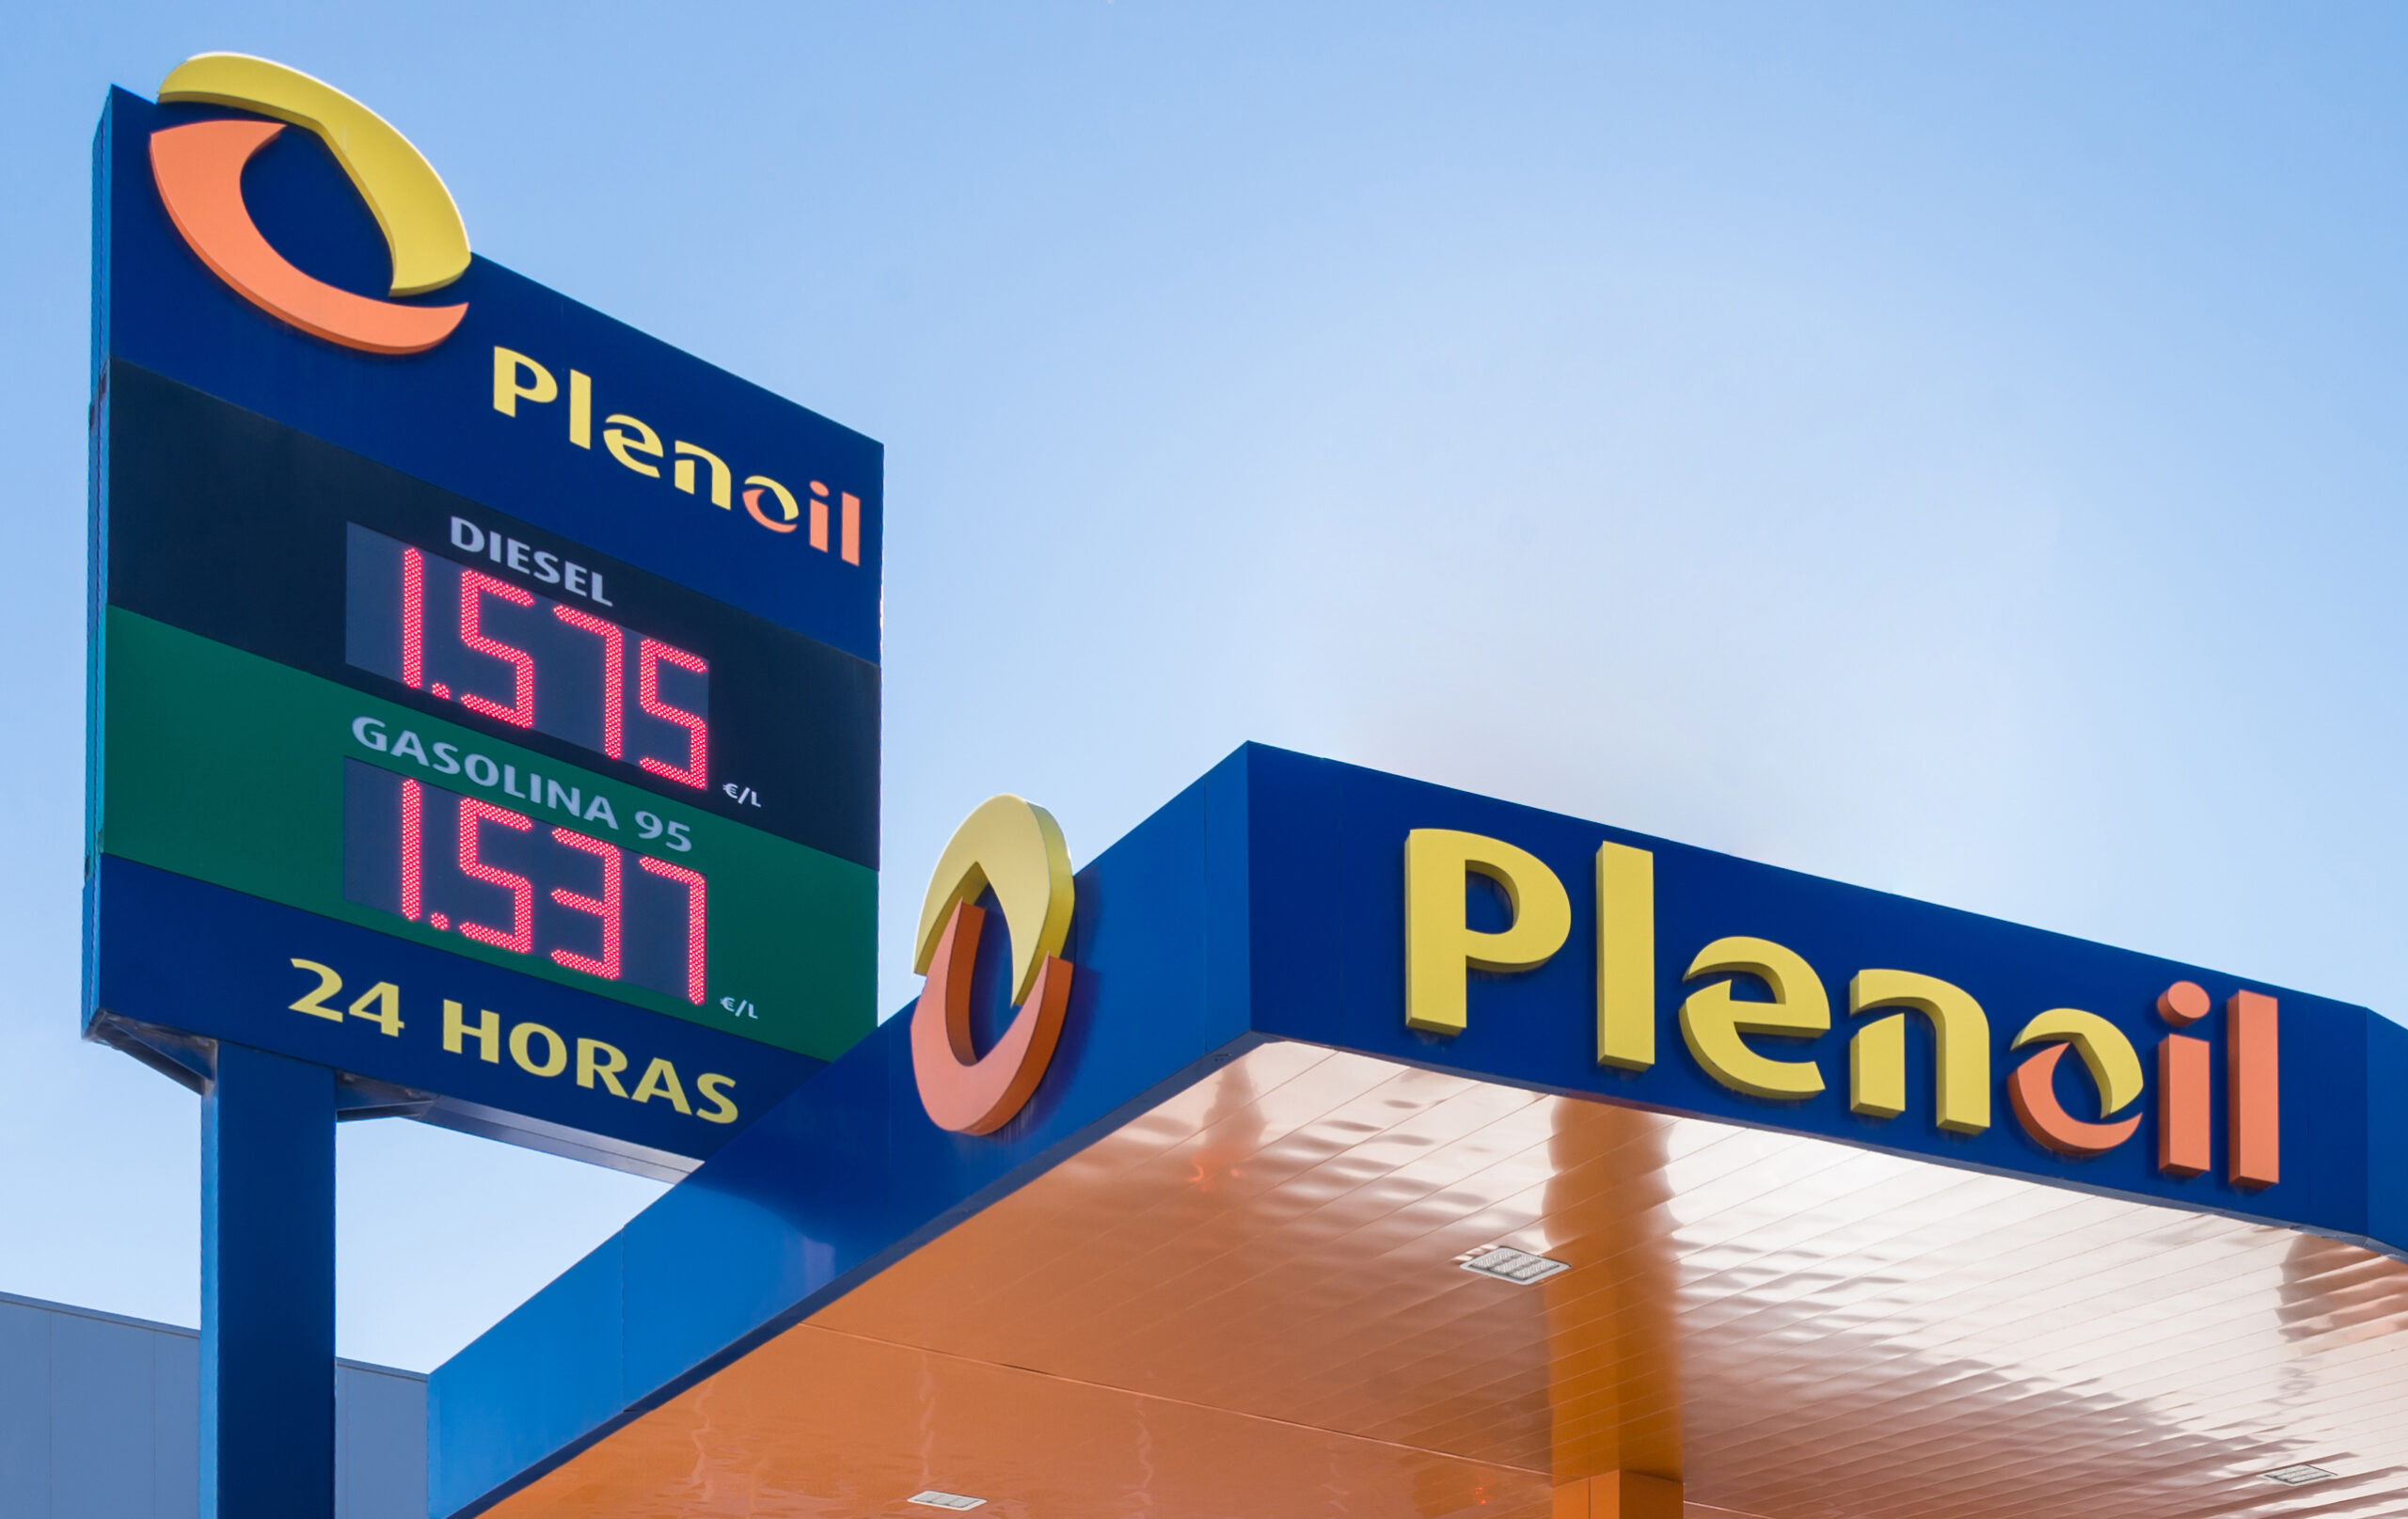 Plenoil
DIESEL
1.575
€/L
GASOLINA 95
1.537
€/L
24 HORAS
Plenoil